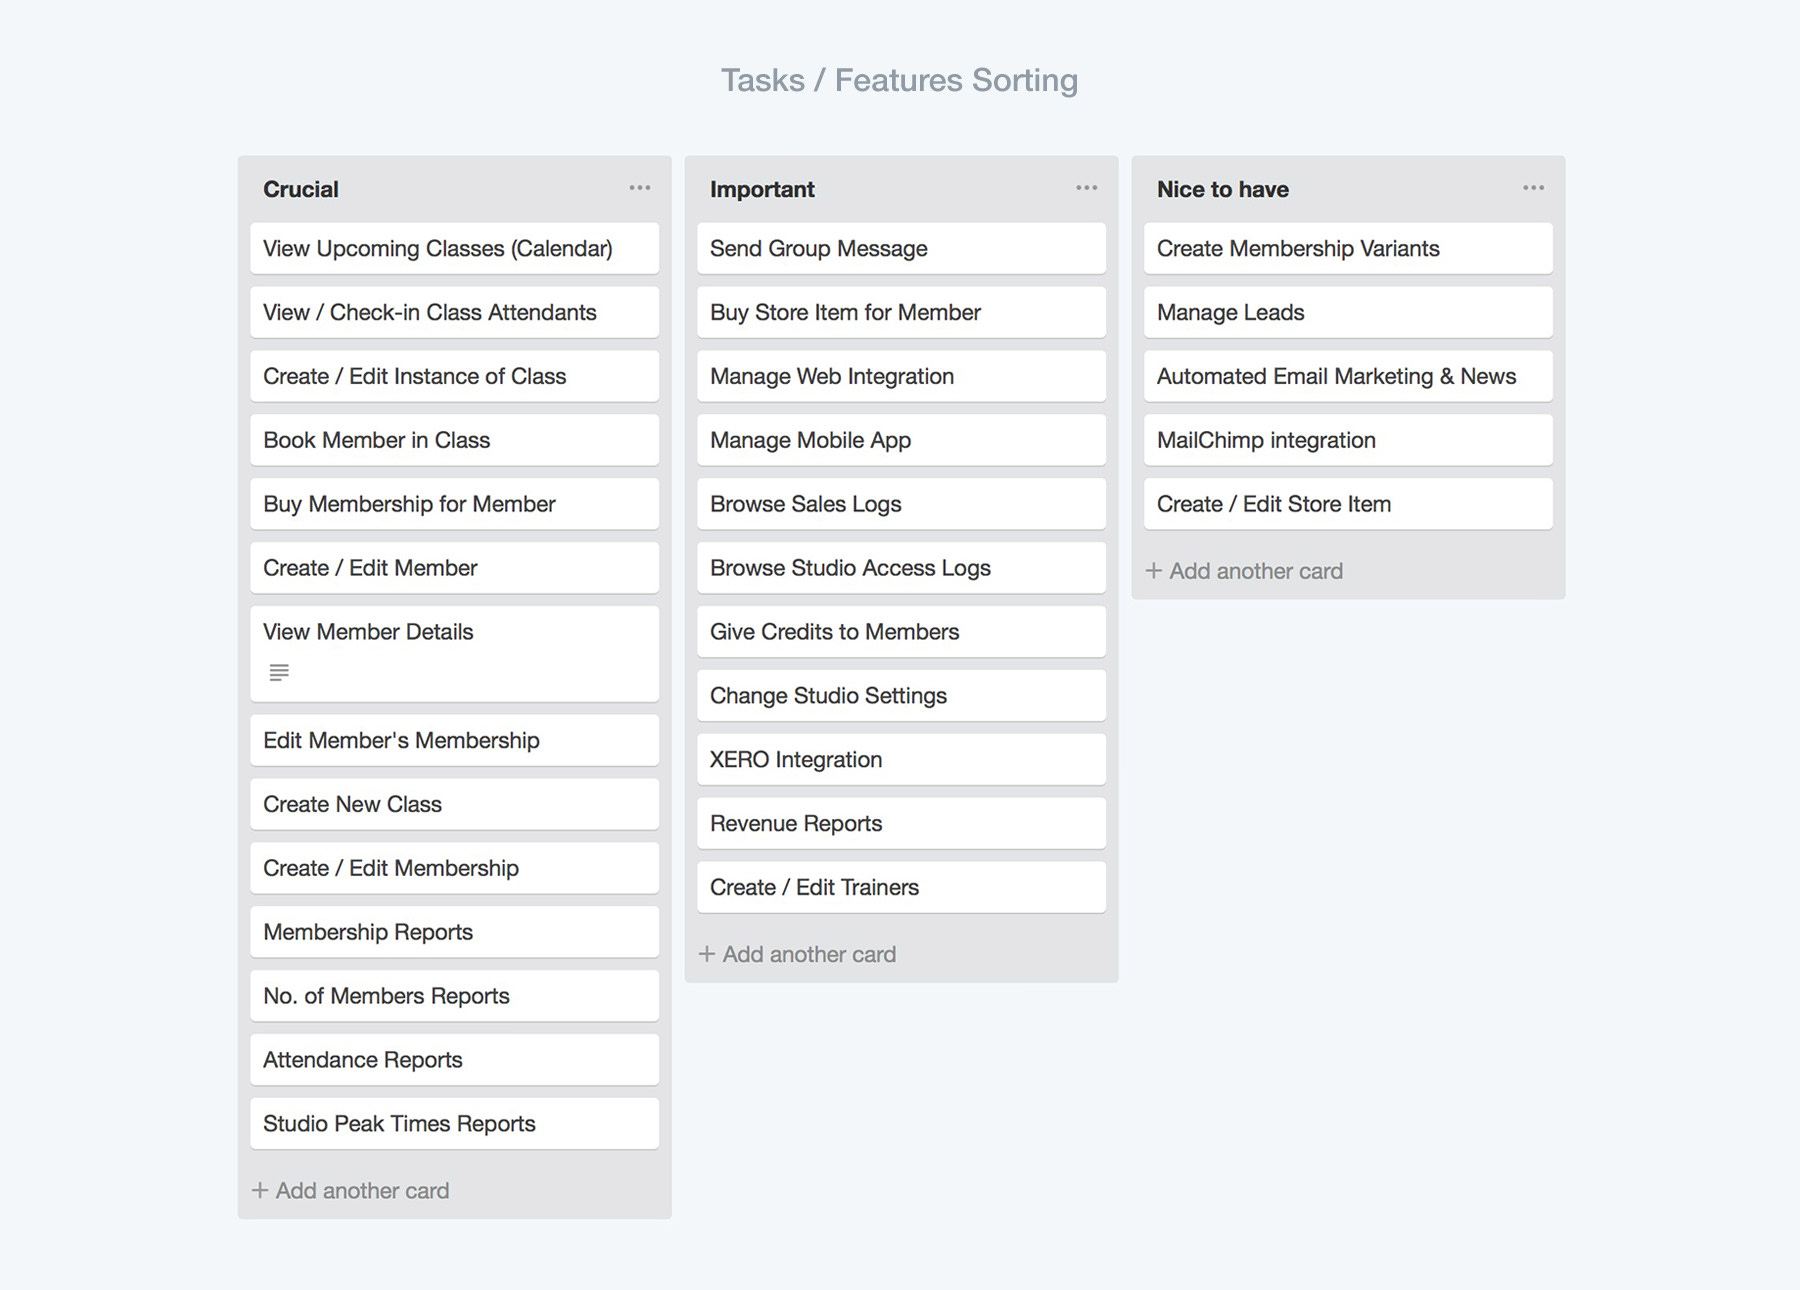 Tasks / Features Sorting
Crucial
View Upcoming Classes (Calendar)
View / Check-in Class Attendants
Create / Edit Instance of Class
Book Member in Class
Buy Membership for Member
Create / Edit Member
View Member Details
Edit Member's Membership
Create New Class
Create / Edit Membership
Membership Reports
No. of Members Reports
Attendance Reports
Studio Peak Times Reports
+ Add another card
Important
Send Group Message
Buy Store Item for Member
Manage Web Integration
Manage Mobile App
Browse Sales Logs
Browse Studio Access Logs
Give Credits to Members
Change Studio Settings
XERO Integration
Revenue Reports
Create / Edit Trainers
+ Add another card
Nice to have
Create Membership Variants
Manage Leads
Automated Email Marketing & News
MailChimp integration
Create / Edit Store Item
+ Add another card